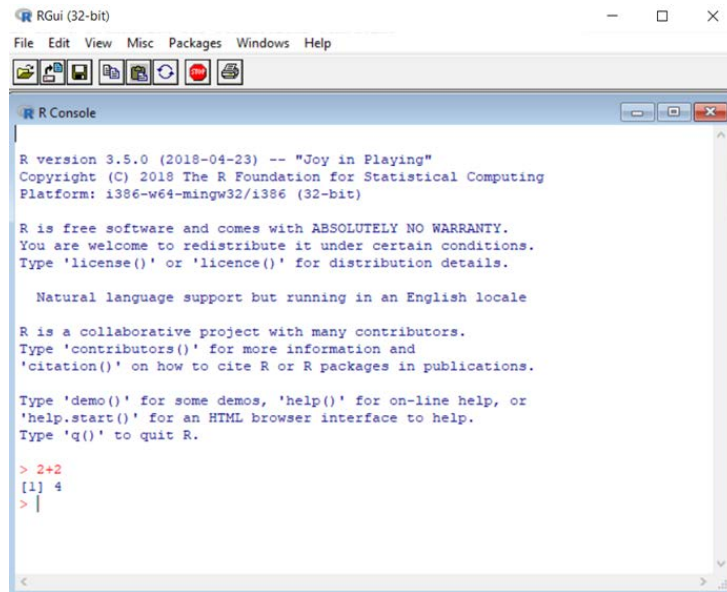 RGui (32-bit)
File Edit View Misc Packages Windows Help
STOP
R Console
R version 3.5.0 (2018-04-23) -- "Joy in Playing"
Copyright (C) 2018 The R Foundation for Statistical Computing
Platform: i386-w64-mingw32/i386 (32-bit)
R is free software and comes with ABSOLUTELY NO WARRANTY.
You are welcome to redistribute it under certain conditions.
Type 'license()' or 'licence()' for distribution details.
Natural language support but running in an English locale
R is a collaborative project with many contributors.
Type 'contributors()' for more information and
'citation()' on how to cite R or R packages in publications.
Type 'demo()' for some demos, 'help()' for on-line help, or
'help.start()' for an HTML browser interface to help.
Type 'q()' to quit R.
> 2+2
[1] 4
>